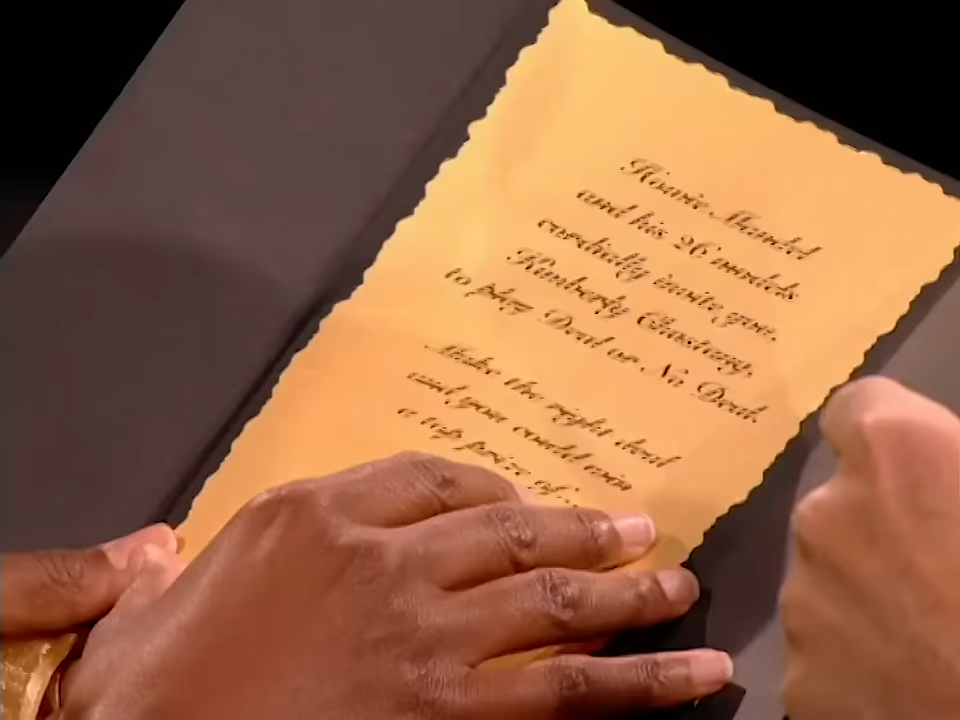 Howie Mandel
and his 26 models
cordially invite you,
Kimberly
to play Deal or No Deal.
Make the right deal
and you could win
a top prize of...